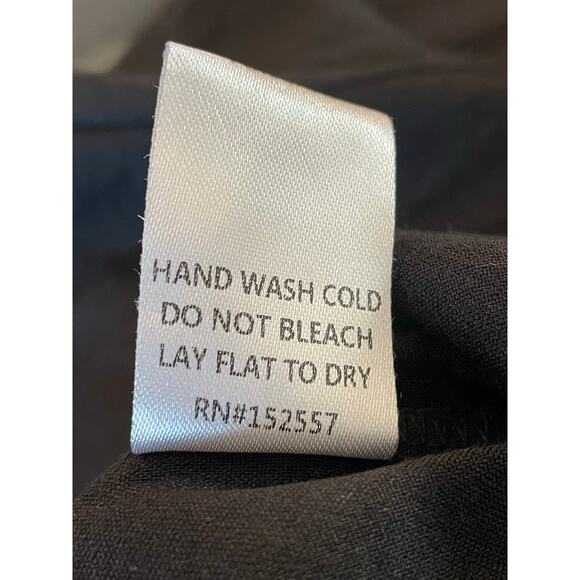 HAND WASH COLD
DO NOT BLEACH
LAY FLAT TO DRY
RN#152557